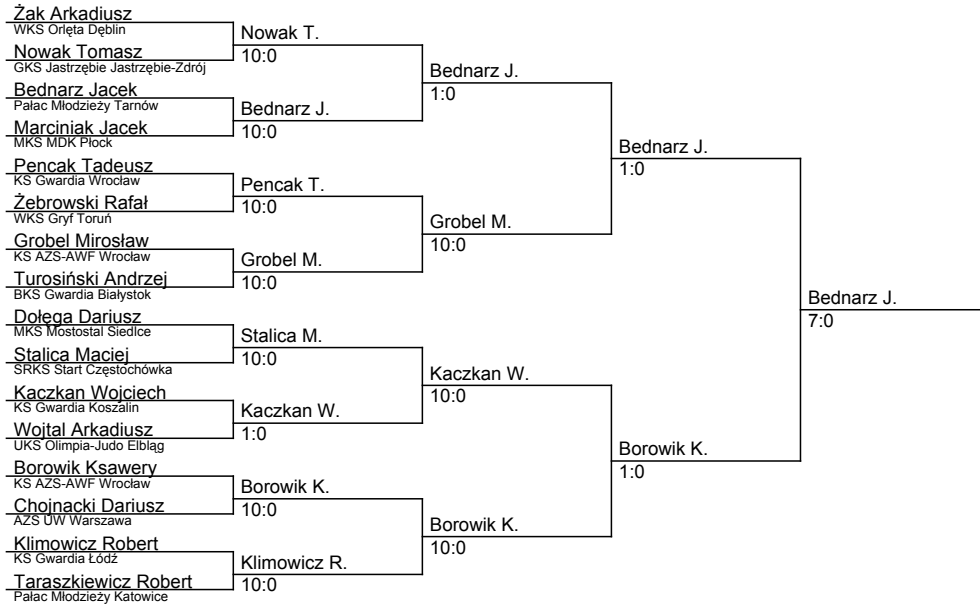 Żak Arkadiusz
WKS Orlęta Dęblin
Nowak Tomasz
GKS Jastrzębie Jastrzębie-Zdrój
Bednarz Jacek
Pałac Młodzieży Tarnów
Marciniak Jacek
MKS MDK Płock
Pencak Tadeusz
KS Gwardia Wrocław
Żebrowski Rafał
WKS Gryf Toruń
Grobel Mirosław
KS AZS-AWF Wrocław
Turosiński Andrzej
BKS Gwardia Białystok
Dołęga Dariusz
MKS Mostostal Siedlce
Stalica Maciej
SRKS Start Częstochówka
Kaczkan Wojciech
KS Gwardia Koszalin
Wojtal Arkadiusz
UKS Olimpia-Judo Elbląg
Borowik Ksawery
KS AZS-AWF Wrocław
Chojnacki Dariusz
AZS UW Warszawa
Klimowicz Robert
KS Gwardia Łódź
Taraszkiewicz Robert
Pałac Młodzieży Katowice
Nowak T.
10:0
Bednarz J.
10:0
Pencak T.
10:0
Grobel M.
10:0
Stalica M.
10:0
Kaczkan W.
1:0
Borowik K.
10:0
Klimowicz R.
10:0
Bednarz J.
1:0
Grobel M.
10:0
Kaczkan W.
10:0
Borowik K.
10:0
Bednarz J.
1:0
Borowik K.
1:0
Bednarz J.
7:0